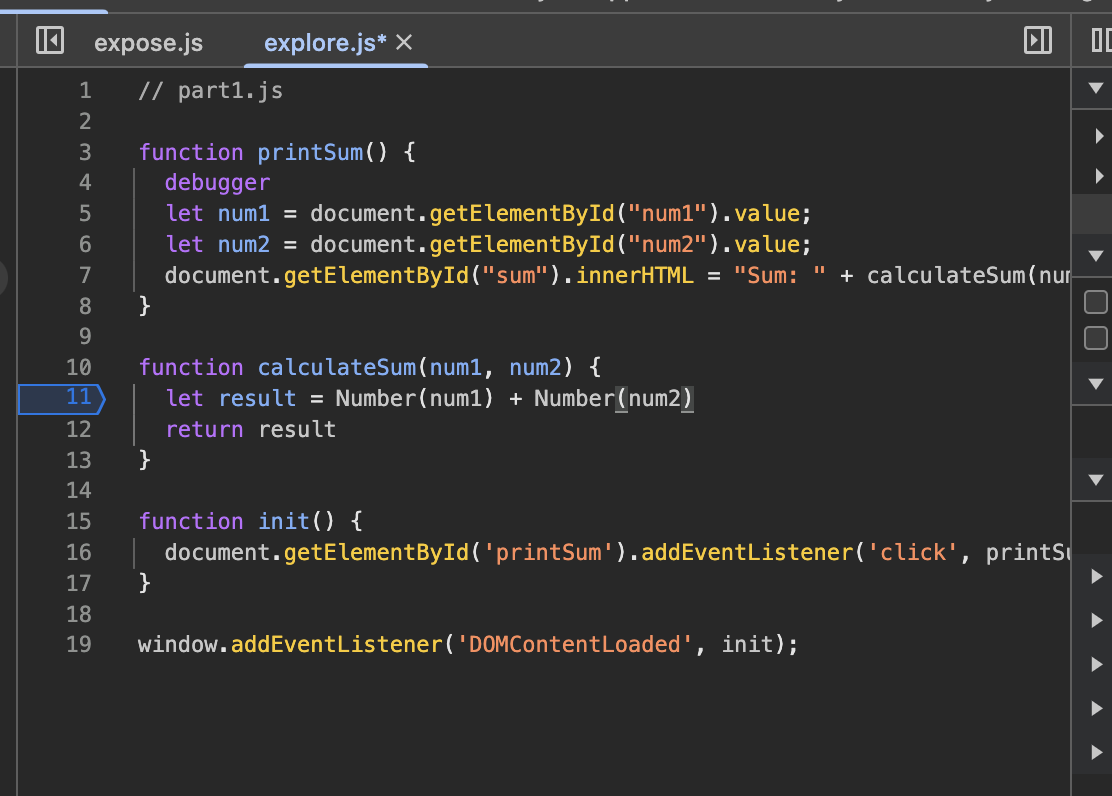 expose.js explore.js*
1 // part1.js
2
3 function printSum() {
4 debugger
5 let num1 = document.getElementById("num1").value;
6 let num2 = document.getElementById("num2").value;
7 document.getElementById("sum").innerHTML = "Sum: " + calculateSum(num
8 }
9
10 function calculateSum(num1, num2) {
11 let result = Number(num1) + Number(num2)
12 return result
13 }
14
15 function init() {
16 document.getElementById('printSum').addEventListener('click', printSu
17 }
18
19 window.addEventListener('DOMContentLoaded', init);